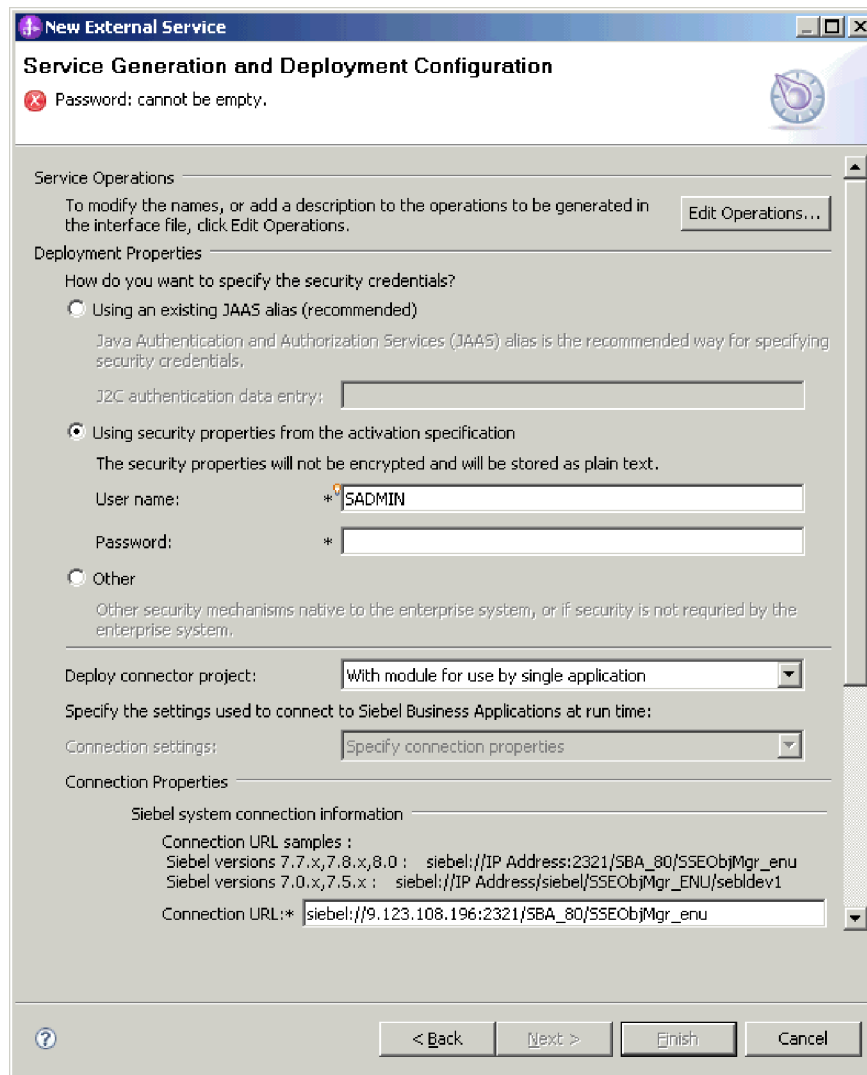 New External Service
Service Generation and Deployment Configuration
Password: cannot be empty.
Service Operations
To modify the names, or add a description to the operations to be generated in
the interface file, click Edit Operations.
Edit Operations...
Deployment Properties
How do you want to specify the security credentials?
Using an existing JAAS alias (recommended)
Java Authentication and Authorization Services (JAAS) alias is the recommended way for specifying
security credentials.
J2C authentication data entry:
Using security properties from the activation specification
The security properties will not be encrypted and will be stored as plain text.
User name: * SADMIN
Password: *
Other
Other security mechanisms native to the enterprise system, or if security is not requried by the
enterprise system.
Deploy connector project: With module for use by single application
Specify the settings used to connect to Siebel Business Applications at run time:
Connection settings: Specify connection properties
Connection Properties
Siebel system connection information
Connection URL samples :
Siebel versions 7.7.x,7.8.x,8.0 : siebel://IP Address:2321/SBA_80/SSEObjMgr_enu
Siebel versions 7.0.x,7.5.x : siebel://IP Address/siebel/SSEObjMgr_ENU/sebldev1
Connection URL:* siebel://9.123.108.196:2321/SBA_80/SSEObjMgr_enu
? < Back Next > Finish Cancel